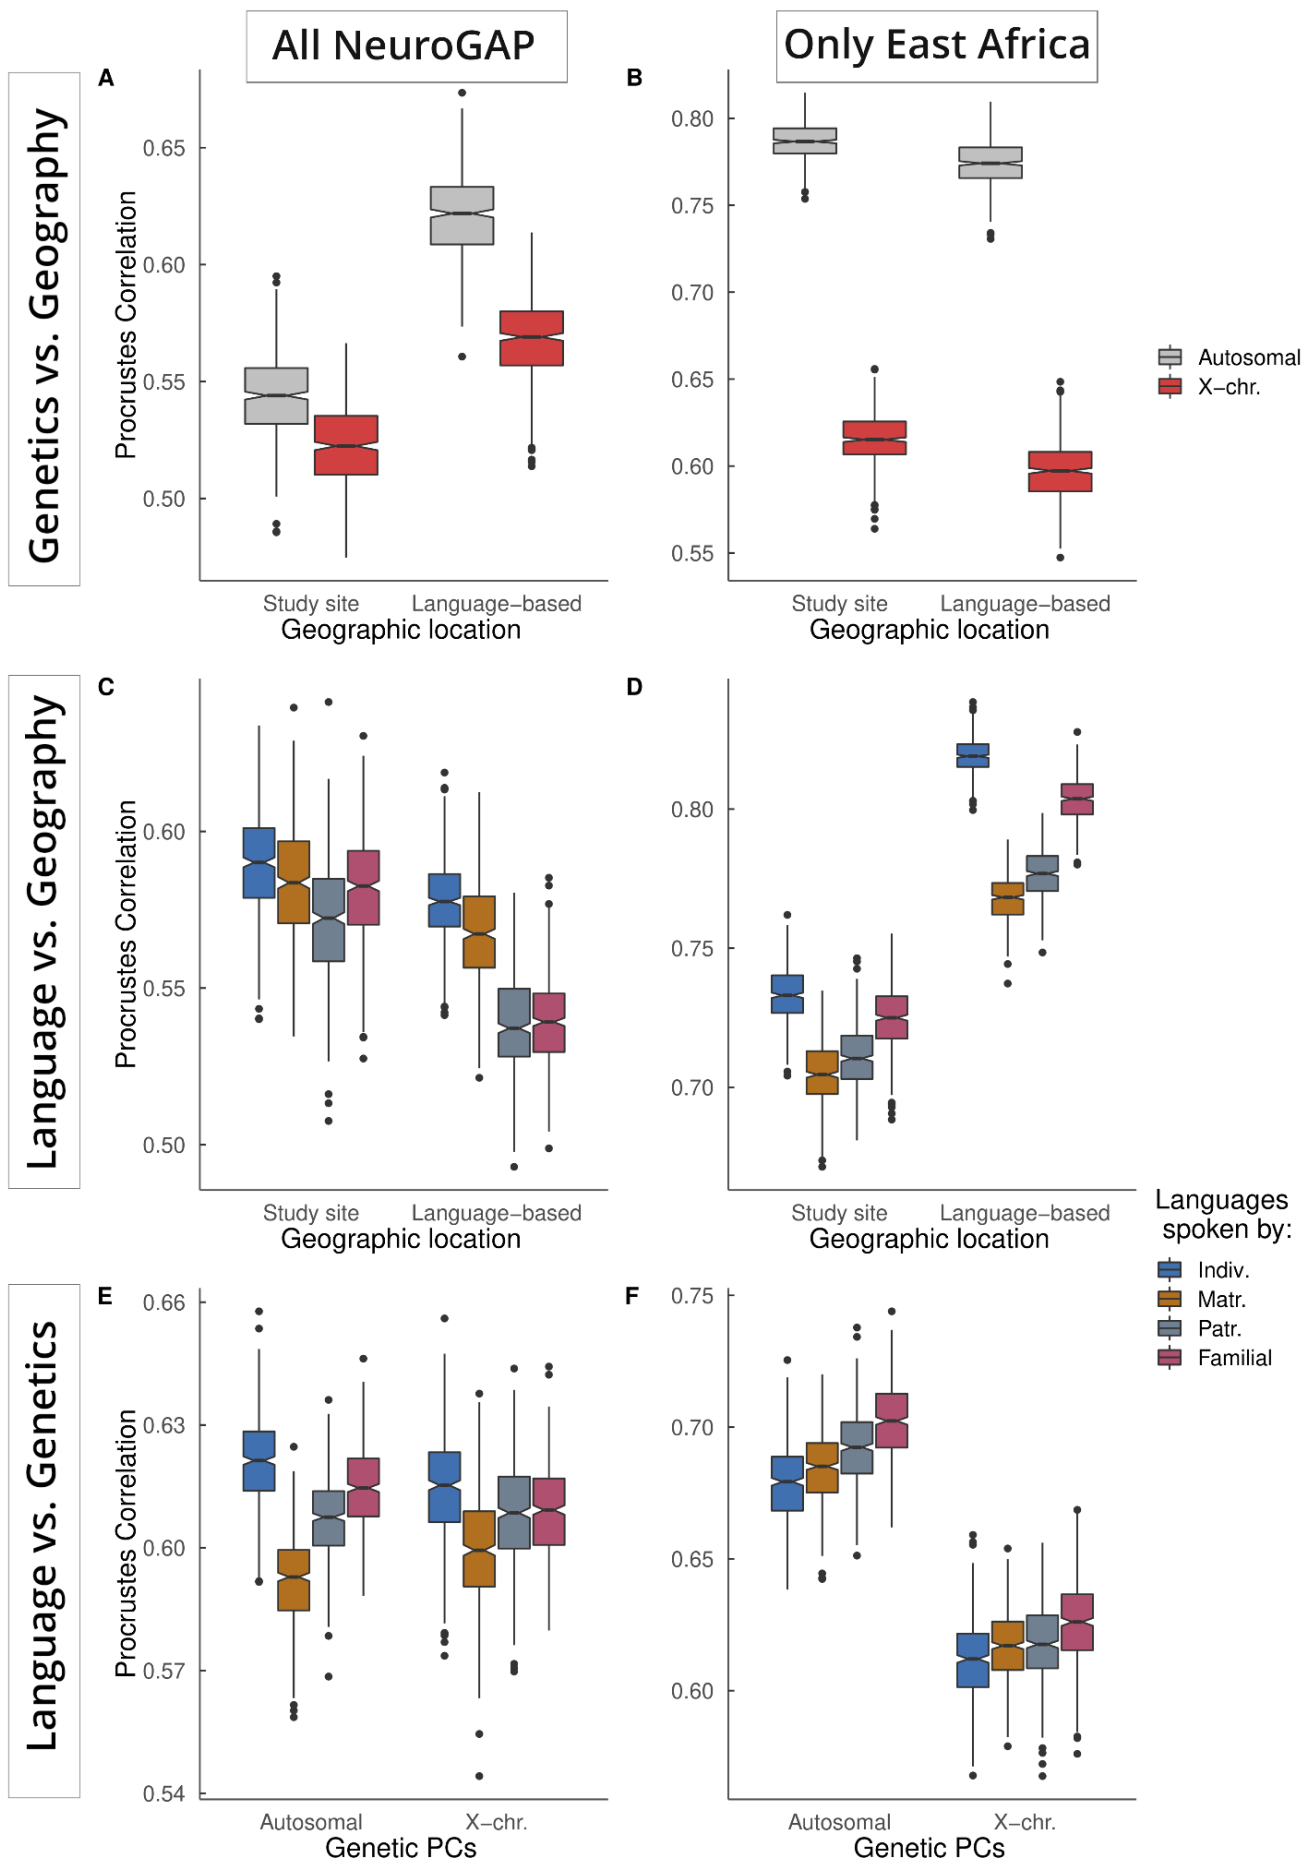 All NeuroGAP
Only East Africa
Genetics vs. Geography
A
Procrustes Correlation
0.65
0.60
0.55
0.50
Study site
Language−based
Geographic location
B
0.80
0.75
0.70
0.65
0.60
0.55
Study site
Language−based
Geographic location
Autosomal
X−chr.
Language vs. Geography
C
Procrustes Correlation
0.60
0.55
0.50
Study site
Language−based
Geographic location
D
0.80
0.75
0.70
Study site
Language−based
Geographic location
Languages
spoken by:
Indiv.
Matr.
Patr.
Familial
Language vs. Genetics
E
Procrustes Correlation
0.66
0.63
0.60
0.57
0.54
Autosomal
X−chr.
Genetic PCs
F
0.75
0.70
0.65
0.60
Autosomal
X−chr.
Genetic PCs